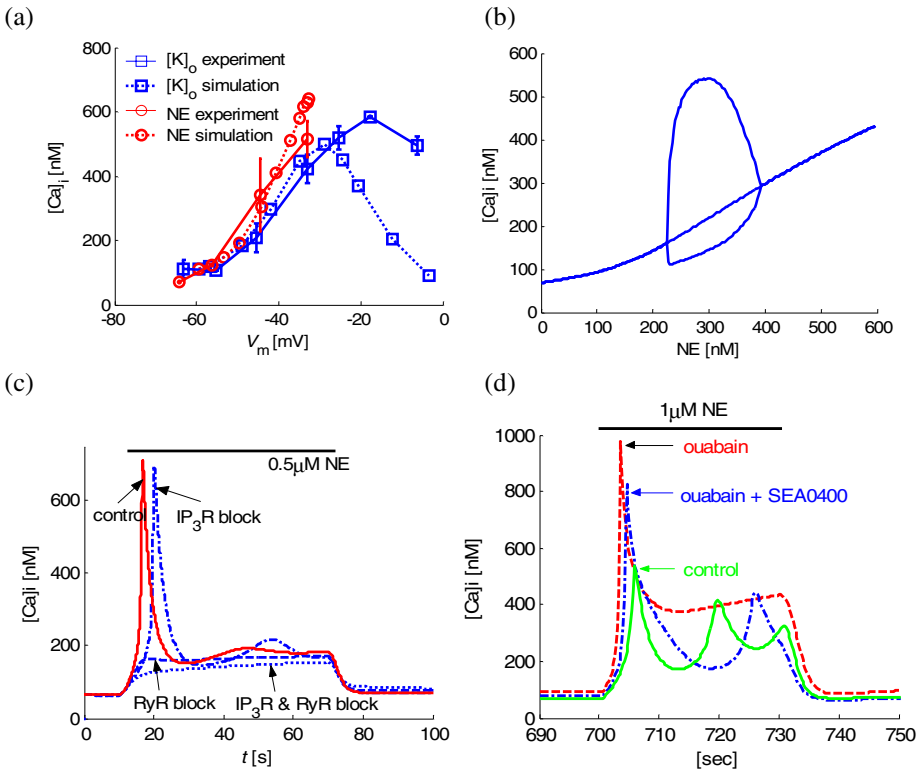 (a)
800
600
400
200
0
-80
-60
-40
-20
0
[Ca]i [nM]
Vm [mV]
[K]o experiment
[K]o simulation
NE experiment
NE simulation
(b)
600
500
400
300
200
100
0
0
100
200
300
400
500
600
[Ca]i [nM]
NE [nM]
(c)
0.5μM NE
control
IP3R block
RyR block
IP3R & RyR block
600
400
200
0
0
20
40
60
80
100
[Ca]i [nM]
t [s]
(d)
1μM NE
ouabain
ouabain + SEA0400
control
1000
800
600
400
200
0
690
700
710
720
730
740
750
[Ca]i [nM]
[sec]